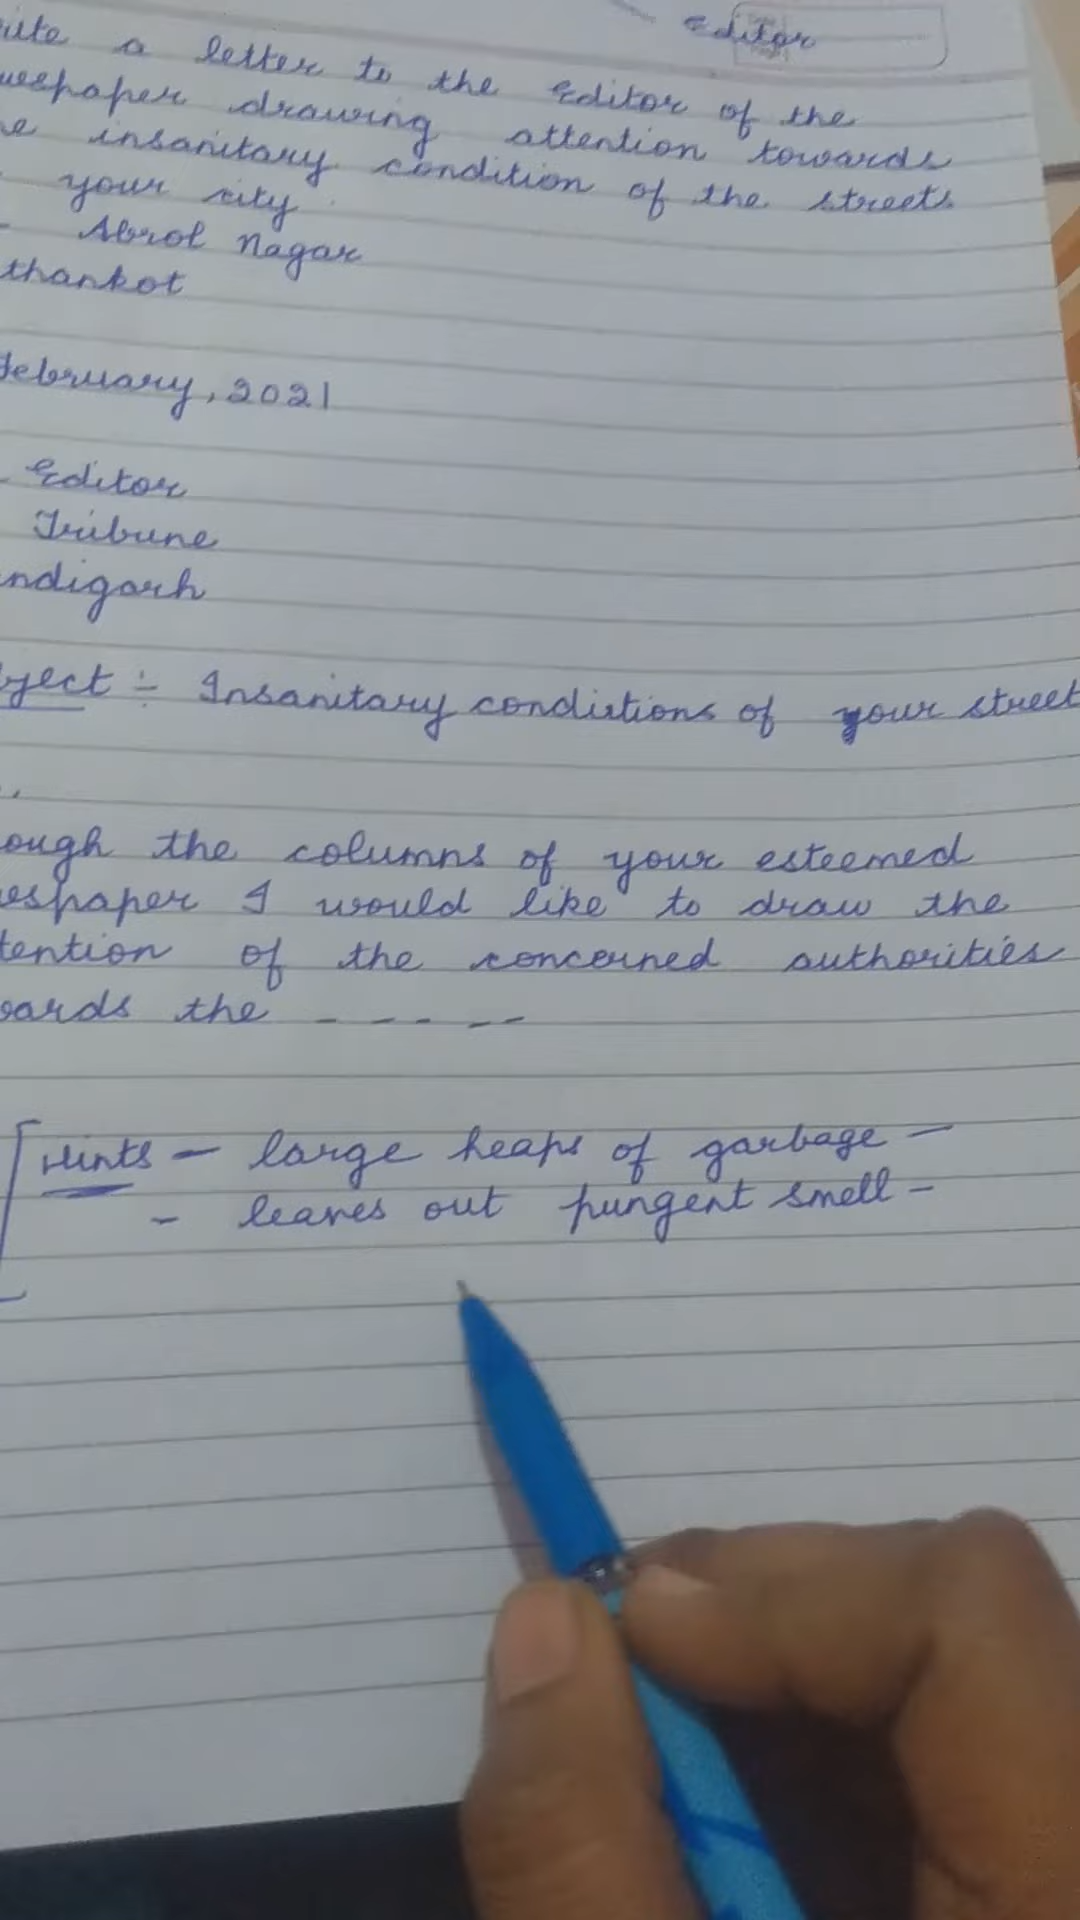 Editor
ite a letter to the Editor of the
wspaper drawing attention towards
e insanitary condition of the streets
your city.
- Abrol Nagar
thankot
February, 2021
Editor
Tribune
ndigarh
ject :- Insanitary conditions of your street
,
ough the columns of your esteemed
wspaper I would like to draw the
tention of the concerned authorities
wards the - - - - -
Hints - large heaps of garbage -
- leaves out pungent smell -